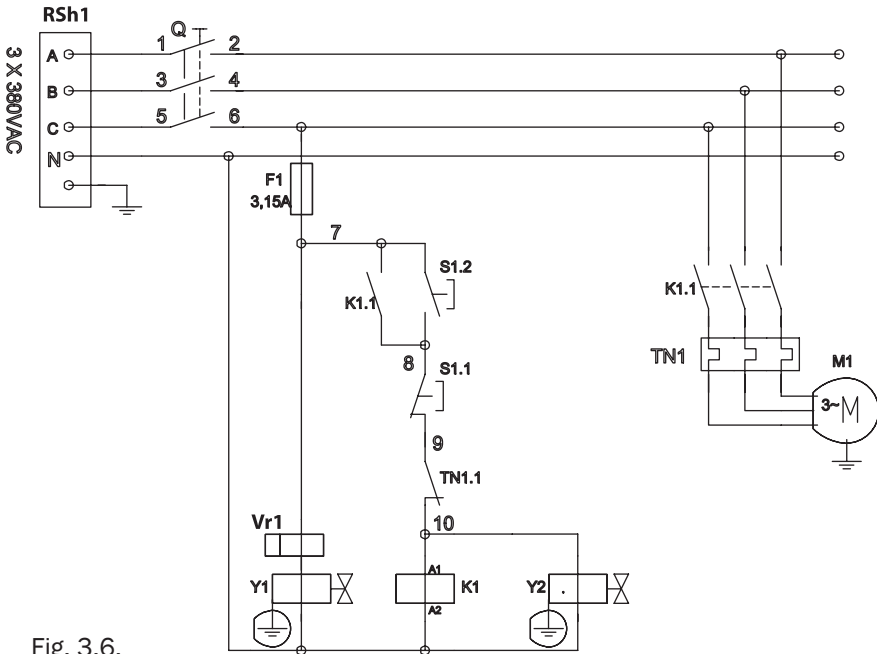 RSh1
3 X 380VAC
A
B
C
N
1
Q
2
3
4
5
6
F1
3,15A
7
K1.1
S1.2
8
S1.1
9
TN1.1
10
Vr1
Y1
A1
K1
A2
Y2
K1.1
TN1
M1
3~M
Fig. 3.6.